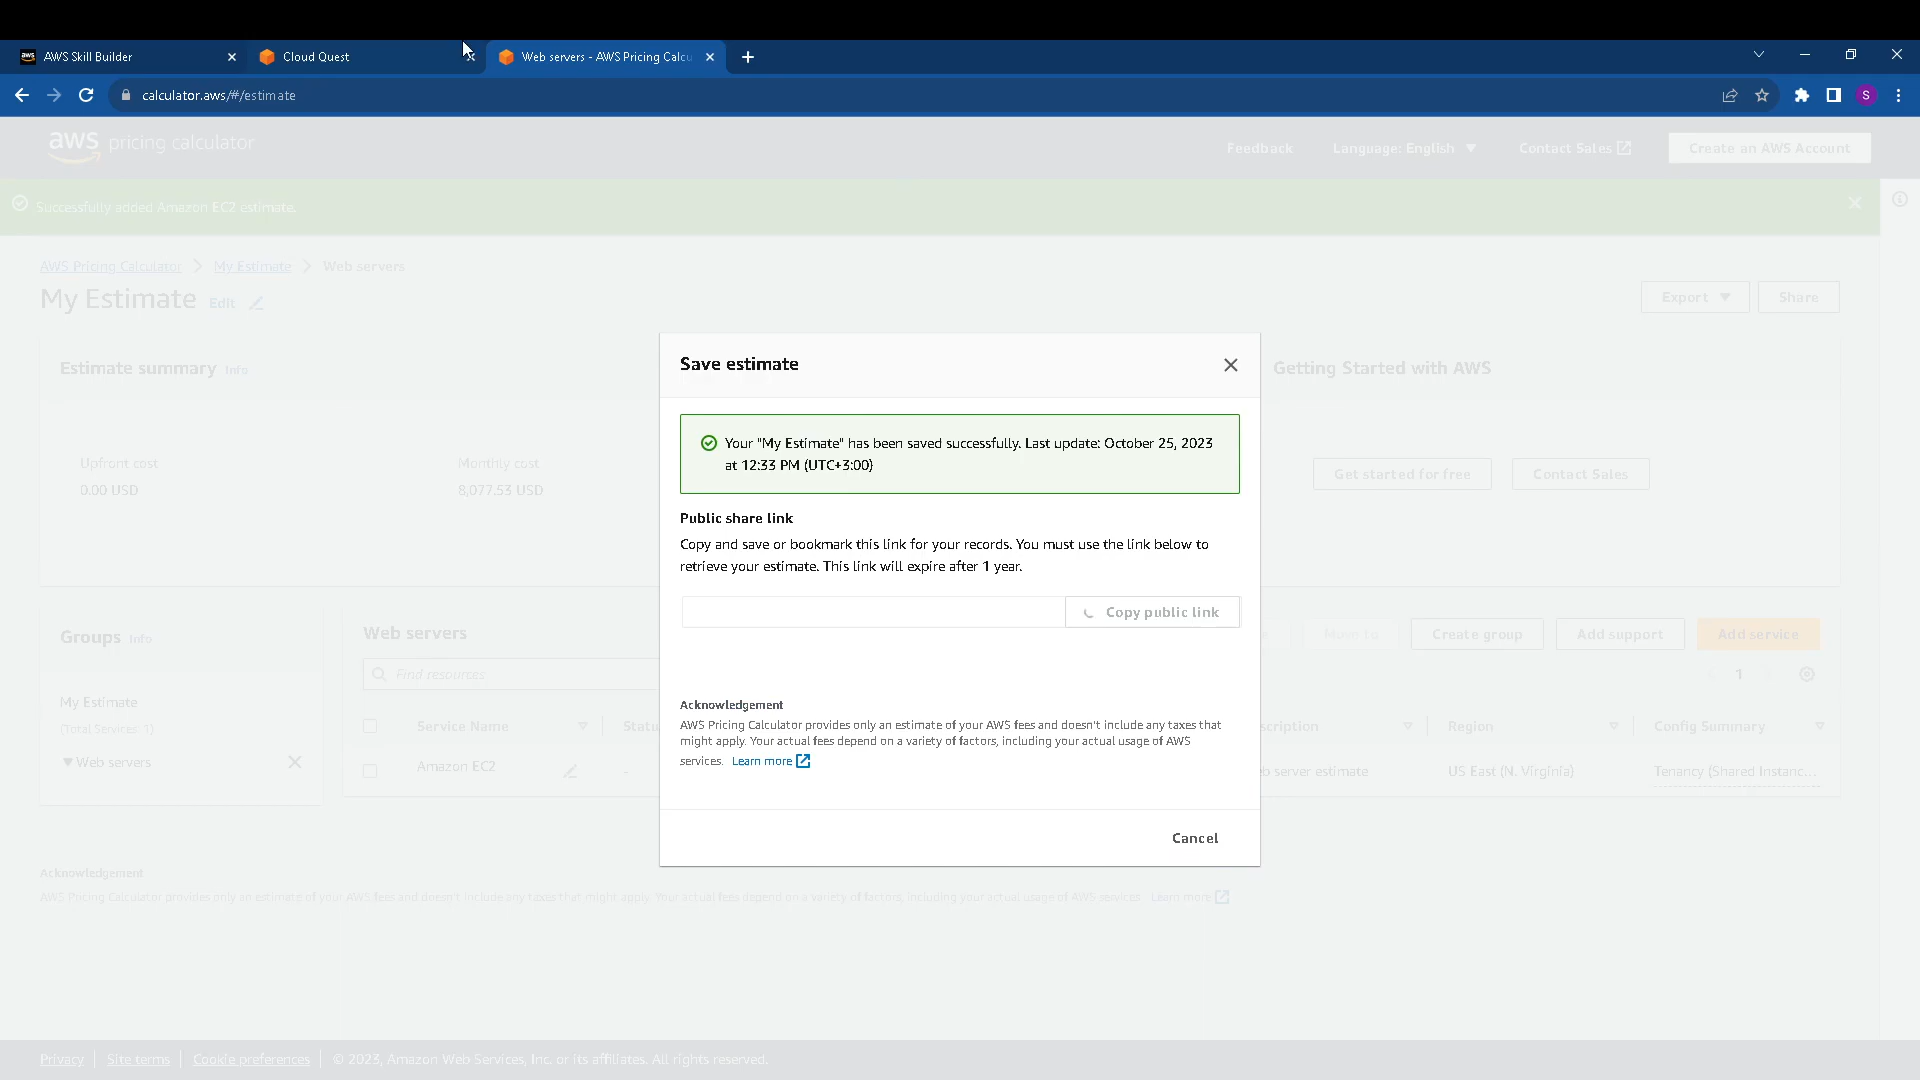 AWS Skill Builder
Cloud Quest
Web servers - AWS Pricing Calcu
calculator.aws/#/estimate
S
aws pricing calculator
Feedback
Language: English
Contact Sales
Create an AWS Account
Successfully added Amazon EC2 estimate.
AWS Pricing Calculator
My Estimate
Web servers
My Estimate
Edit
Export
Share
Estimate summary Info
Getting Started with AWS
Upfront cost
0.00 USD
Monthly cost
8,077.53 USD
Get started for free
Contact Sales
Save estimate
Your "My Estimate" has been saved successfully. Last update: October 25, 2023
at 12:33 PM (UTC+3:00)
Public share link
Copy and save or bookmark this link for your records. You must use the link below to
retrieve your estimate. This link will expire after 1 year.
Copy public link
Acknowledgement
AWS Pricing Calculator provides only an estimate of your AWS fees and doesn't include any taxes that
might apply. Your actual fees depend on a variety of factors, including your actual usage of AWS
services. Learn more
Cancel
Groups Info
My Estimate
(Total Services: 1)
Web servers
Web servers
Move to
Create group
Add support
Add service
Find resources
1
Service Name
Statu
scription
Region
Config Summary
Amazon EC2
-
eb server estimate
US East (N. Virginia)
Tenancy (Shared Instanc...
Acknowledgement
AWS Pricing Calculator provides only an estimate of your AWS fees and doesn't include any taxes that might apply. Your actual fees depend on a variety of factors, including your actual usage of AWS services. Learn more
Privacy
Site terms
Cookie preferences
© 2023, Amazon Web Services, Inc. or its affiliates. All rights reserved.